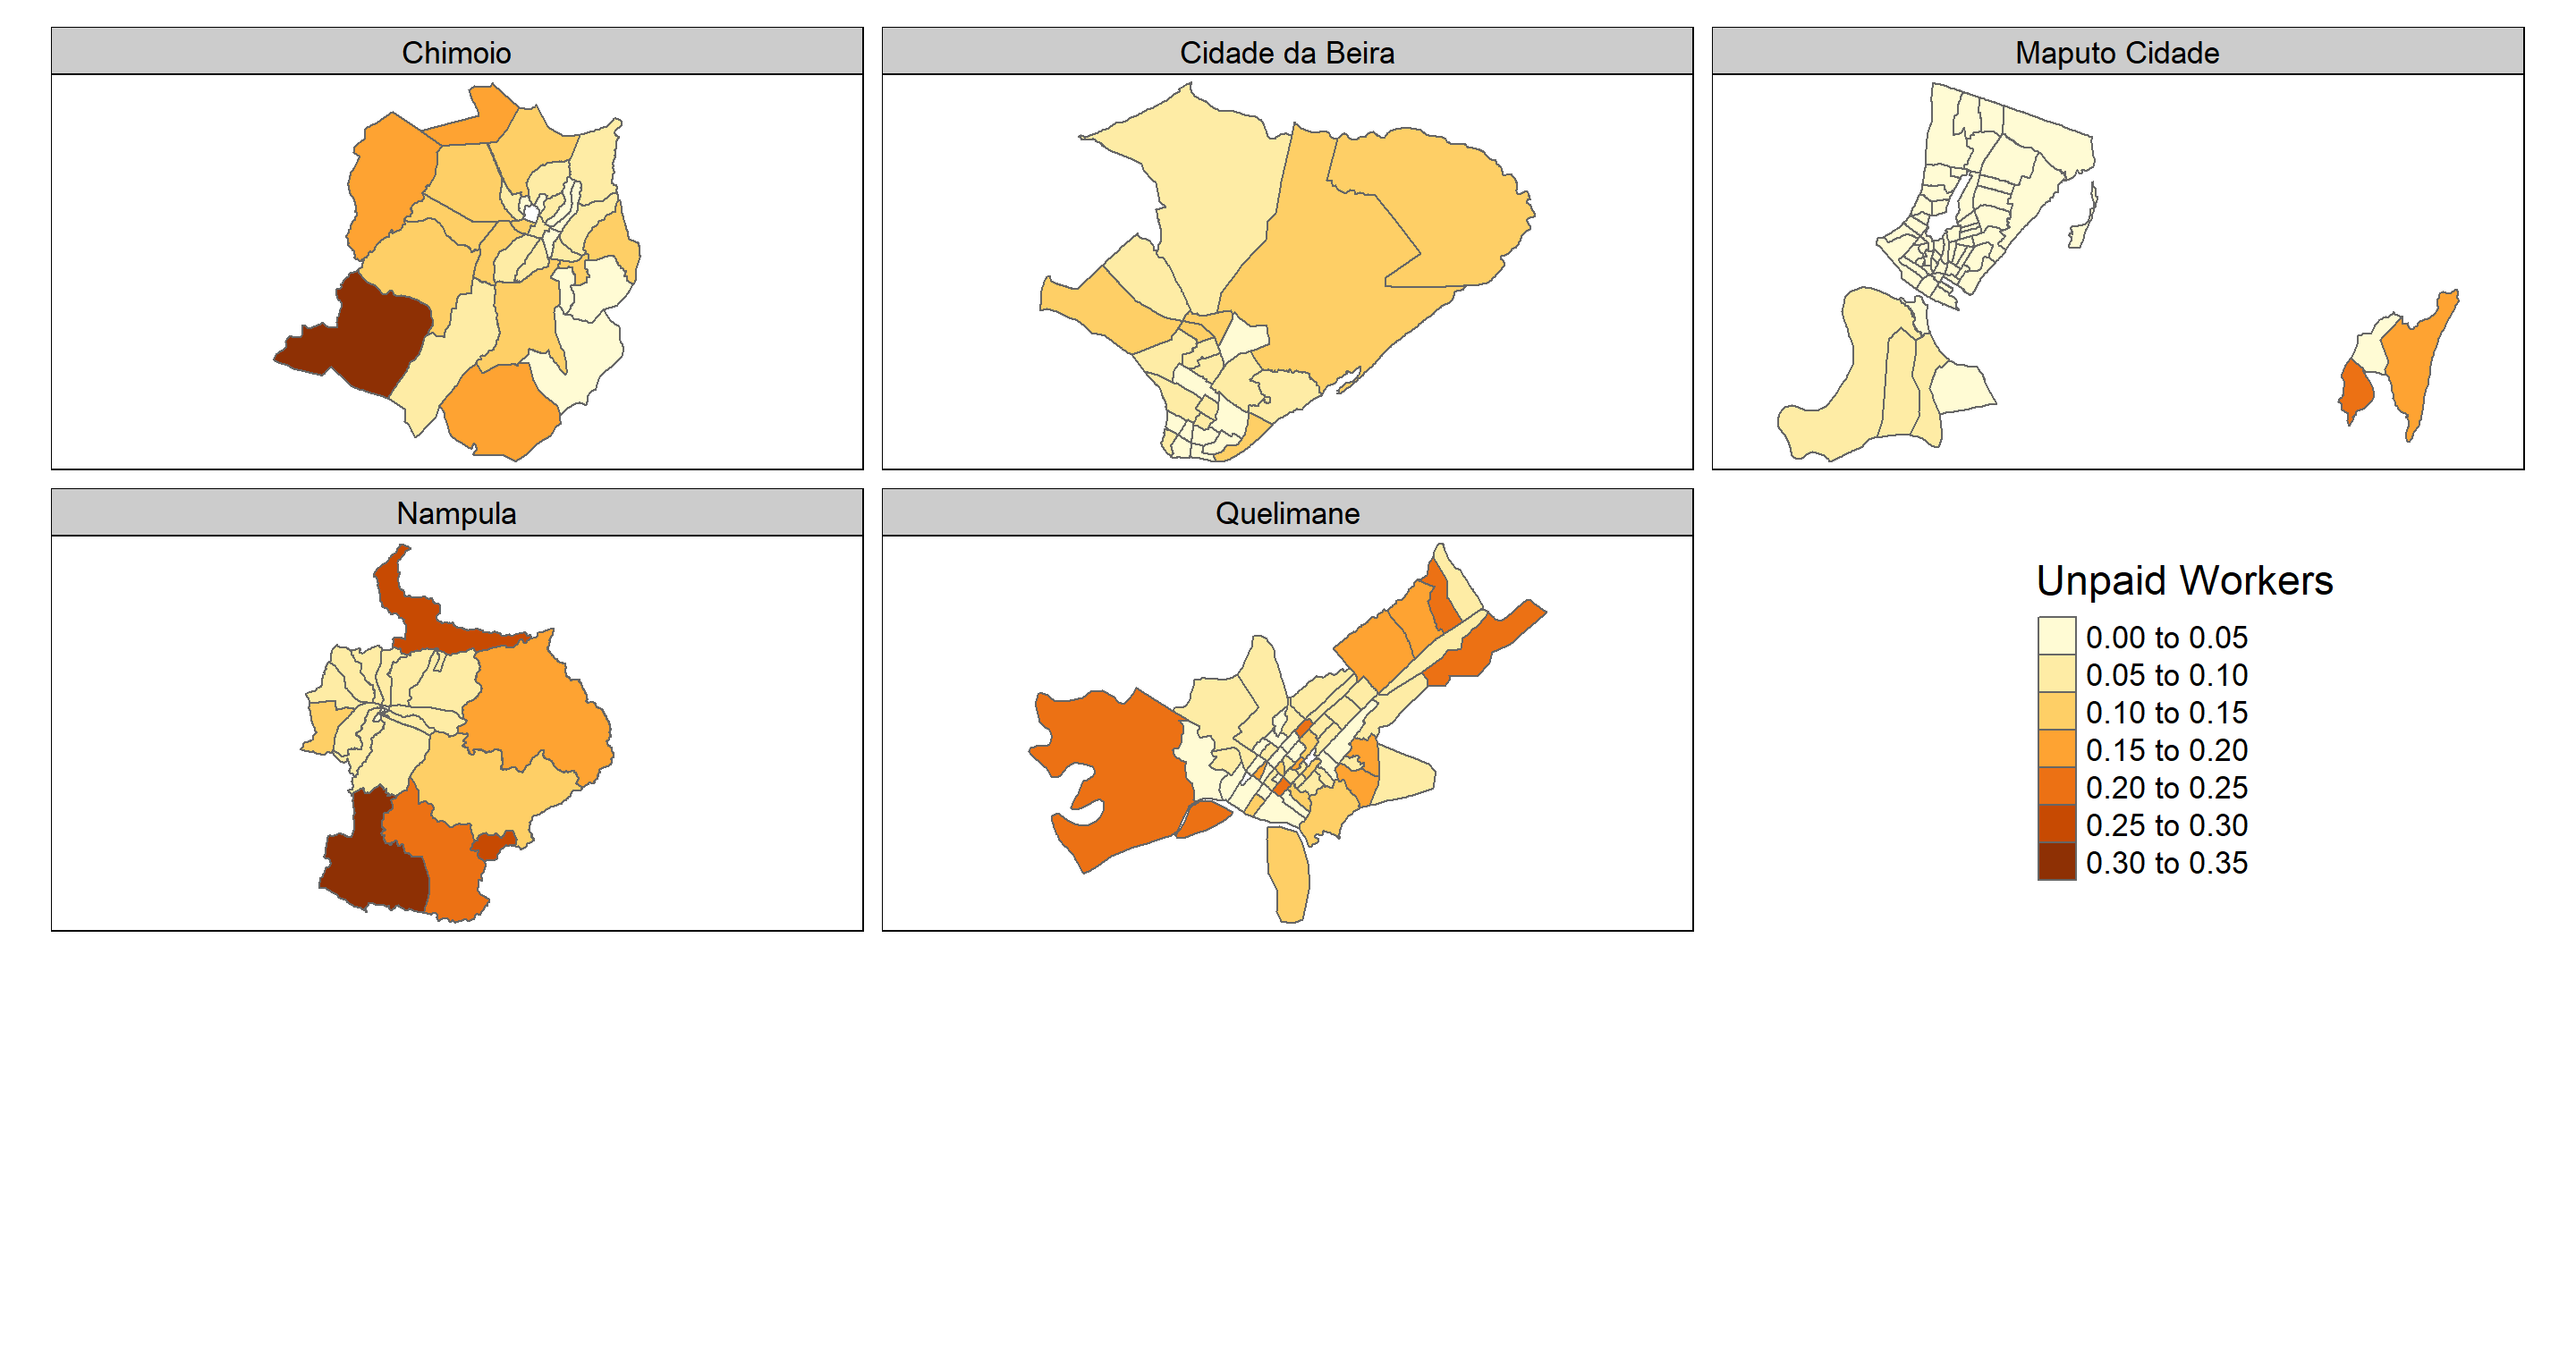 Chimoio
Cidade da Beira
Maputo Cidade
Nampula
Quelimane
Unpaid Workers
0.00 to 0.05
0.05 to 0.10
0.10 to 0.15
0.15 to 0.20
0.20 to 0.25
0.25 to 0.30
0.30 to 0.35